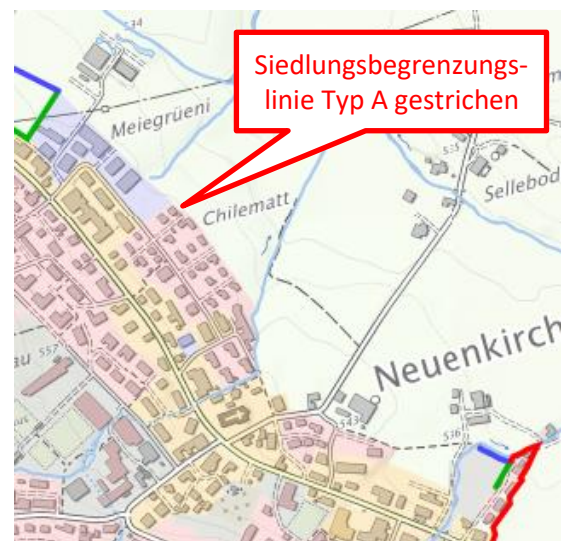 534
Siedlungsbegrenzungs-
linie Typ A gestrichen
Meiegrüeni
535
Chilematt
Sellebod
Neuenkirch
557
543
536